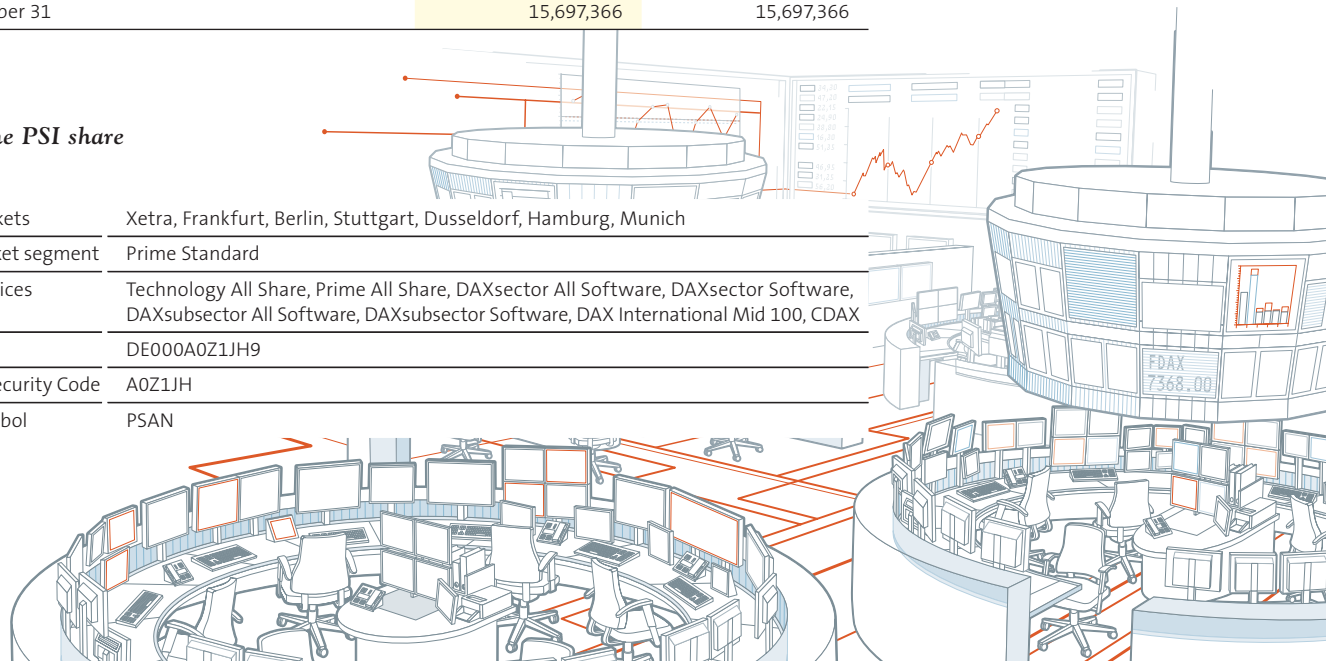 ber 31 15,697,366 15,697,366
PSI share
Xetra, Frankfurt, Berlin, Stuttgart, Dusseldorf, Hamburg, Munich
ket segment Prime Standard
Technology All Share, Prime All Share, DAXsector All Software, DAXsector Software,
DAXsubsector All Software, DAXsubsector Software, DAX International Mid 100, CDAX
DE000A0Z1JH9
ecurity Code A0Z1JH
bol PSAN
FDAX
7368.00